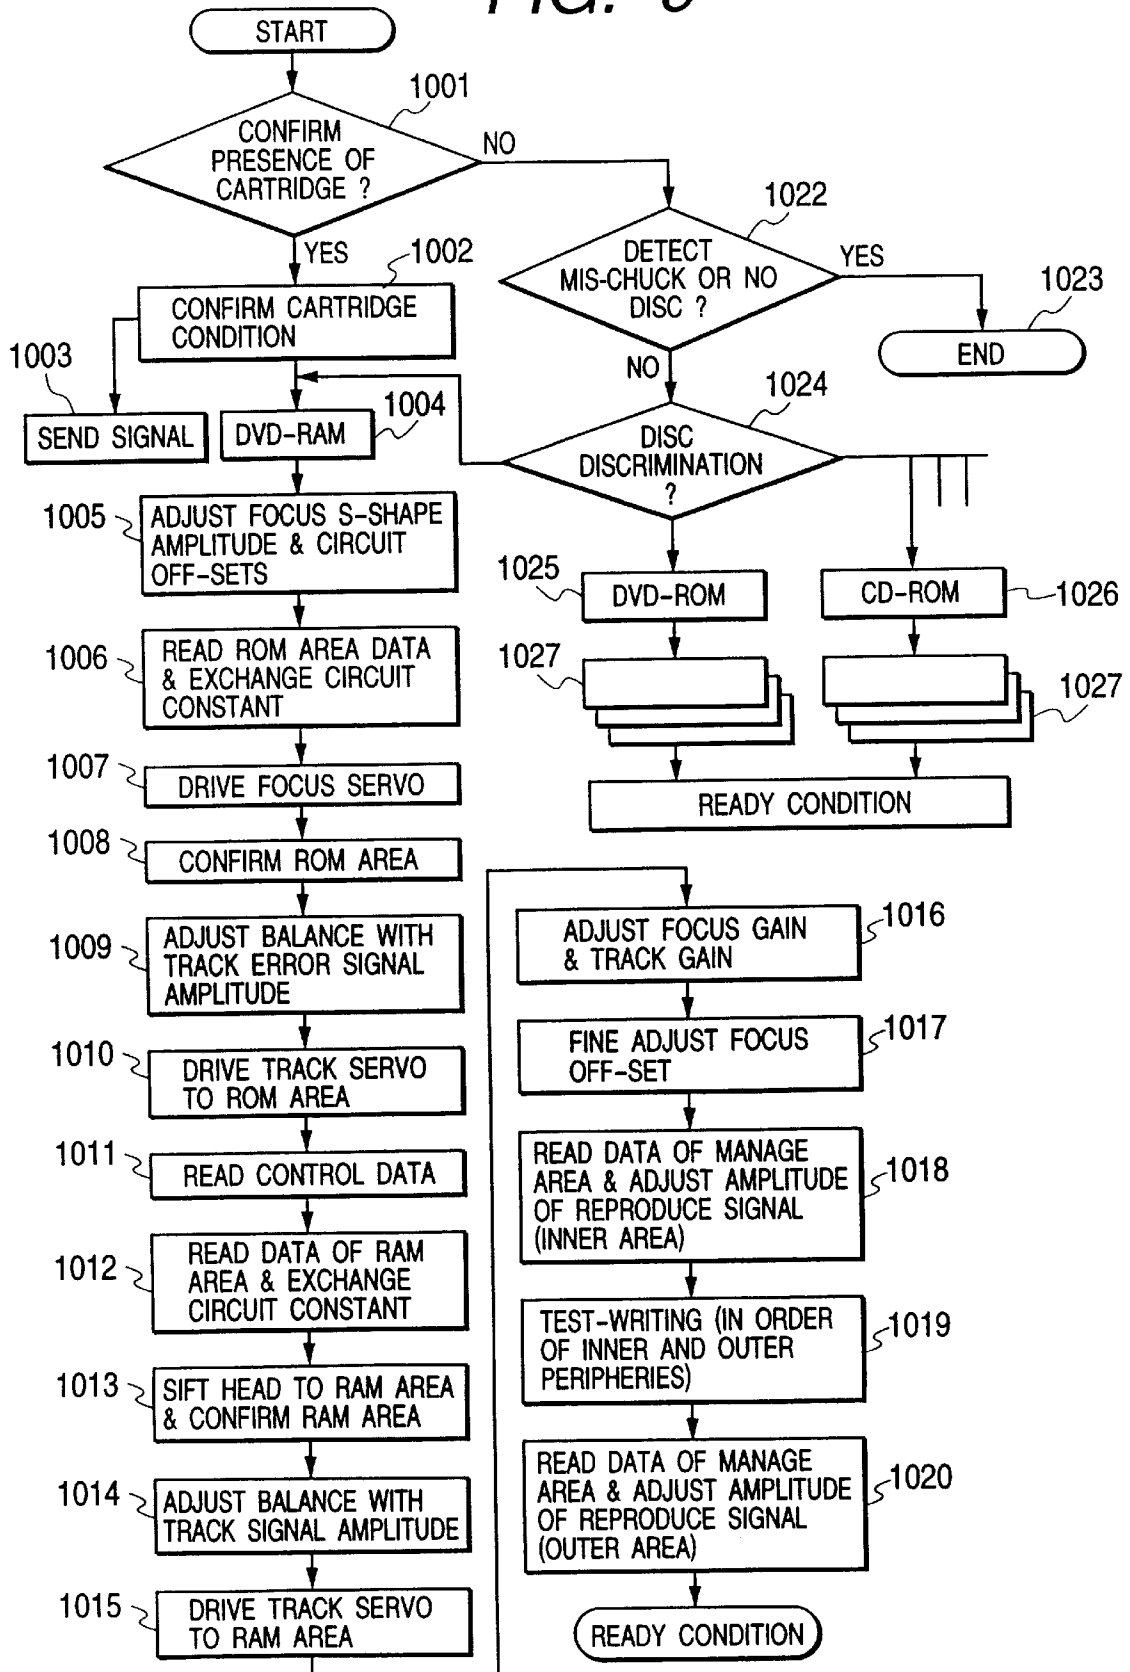 FIG.
START
1001
CONFIRM
PRESENCE OF
CARTRIDGE ?
NO
YES
1022
DETECT
MIS-CHUCK OR NO
DISC ?
YES
1023
END
NO
1002
CONFIRM CARTRIDGE
CONDITION
1003
SEND SIGNAL
1004
DVD-RAM
1024
DISC
DISCRIMINATION
?
1005
ADJUST FOCUS S-SHAPE
AMPLITUDE & CIRCUIT
OFF-SETS
1025
DVD-ROM
CD-ROM
1026
1006
READ ROM AREA DATA
& EXCHANGE CIRCUIT
CONSTANT
1027
1027
1007
DRIVE FOCUS SERVO
READY CONDITION
1008
CONFIRM ROM AREA
1009
ADJUST BALANCE WITH
TRACK ERROR SIGNAL
AMPLITUDE
1010
DRIVE TRACK SERVO
TO ROM AREA
1011
READ CONTROL DATA
1012
READ DATA OF RAM
AREA & EXCHANGE
CIRCUIT CONSTANT
1013
SIFT HEAD TO RAM AREA
& CONFIRM RAM AREA
1014
ADJUST BALANCE WITH
TRACK SIGNAL AMPLITUDE
1015
DRIVE TRACK SERVO
TO RAM AREA
1016
ADJUST FOCUS GAIN
& TRACK GAIN
1017
FINE ADJUST FOCUS
OFF-SET
1018
READ DATA OF MANAGE
AREA & ADJUST AMPLITUDE
OF REPRODUCE SIGNAL
(INNER AREA)
1019
TEST-WRITING (IN ORDER
OF INNER AND OUTER
PERIPHERIES)
1020
READ DATA OF MANAGE
AREA & ADJUST AMPLITUDE
OF REPRODUCE SIGNAL
(OUTER AREA)
READY CONDITION